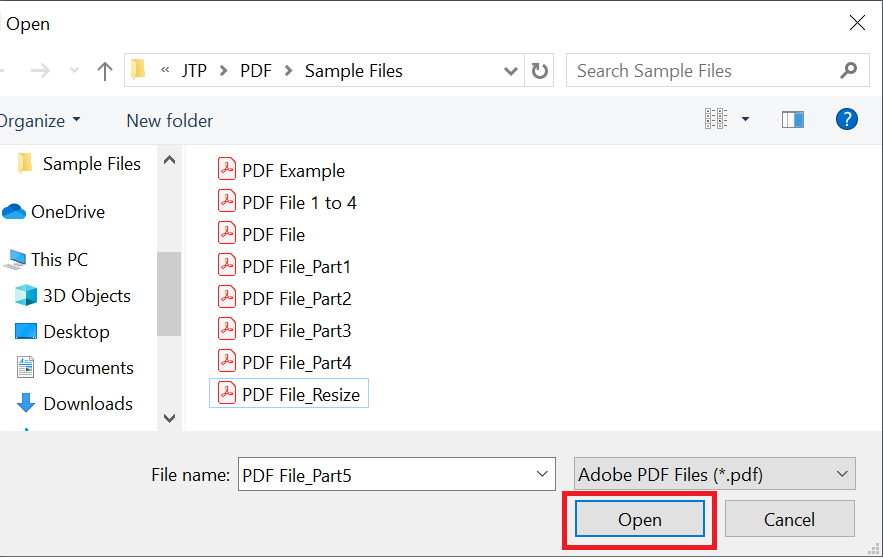 Open
« JTP > PDF > Sample Files
Search Sample Files
Organize
New folder
?
Sample Files
OneDrive
This PC
3D Objects
Desktop
Documents
Downloads
PDF Example
PDF File 1 to 4
PDF File
PDF File_Part1
PDF File_Part2
PDF File_Part3
PDF File_Part4
PDF File_Resize
File name: PDF File_Part5
Adobe PDF Files (*.pdf)
Open
Cancel